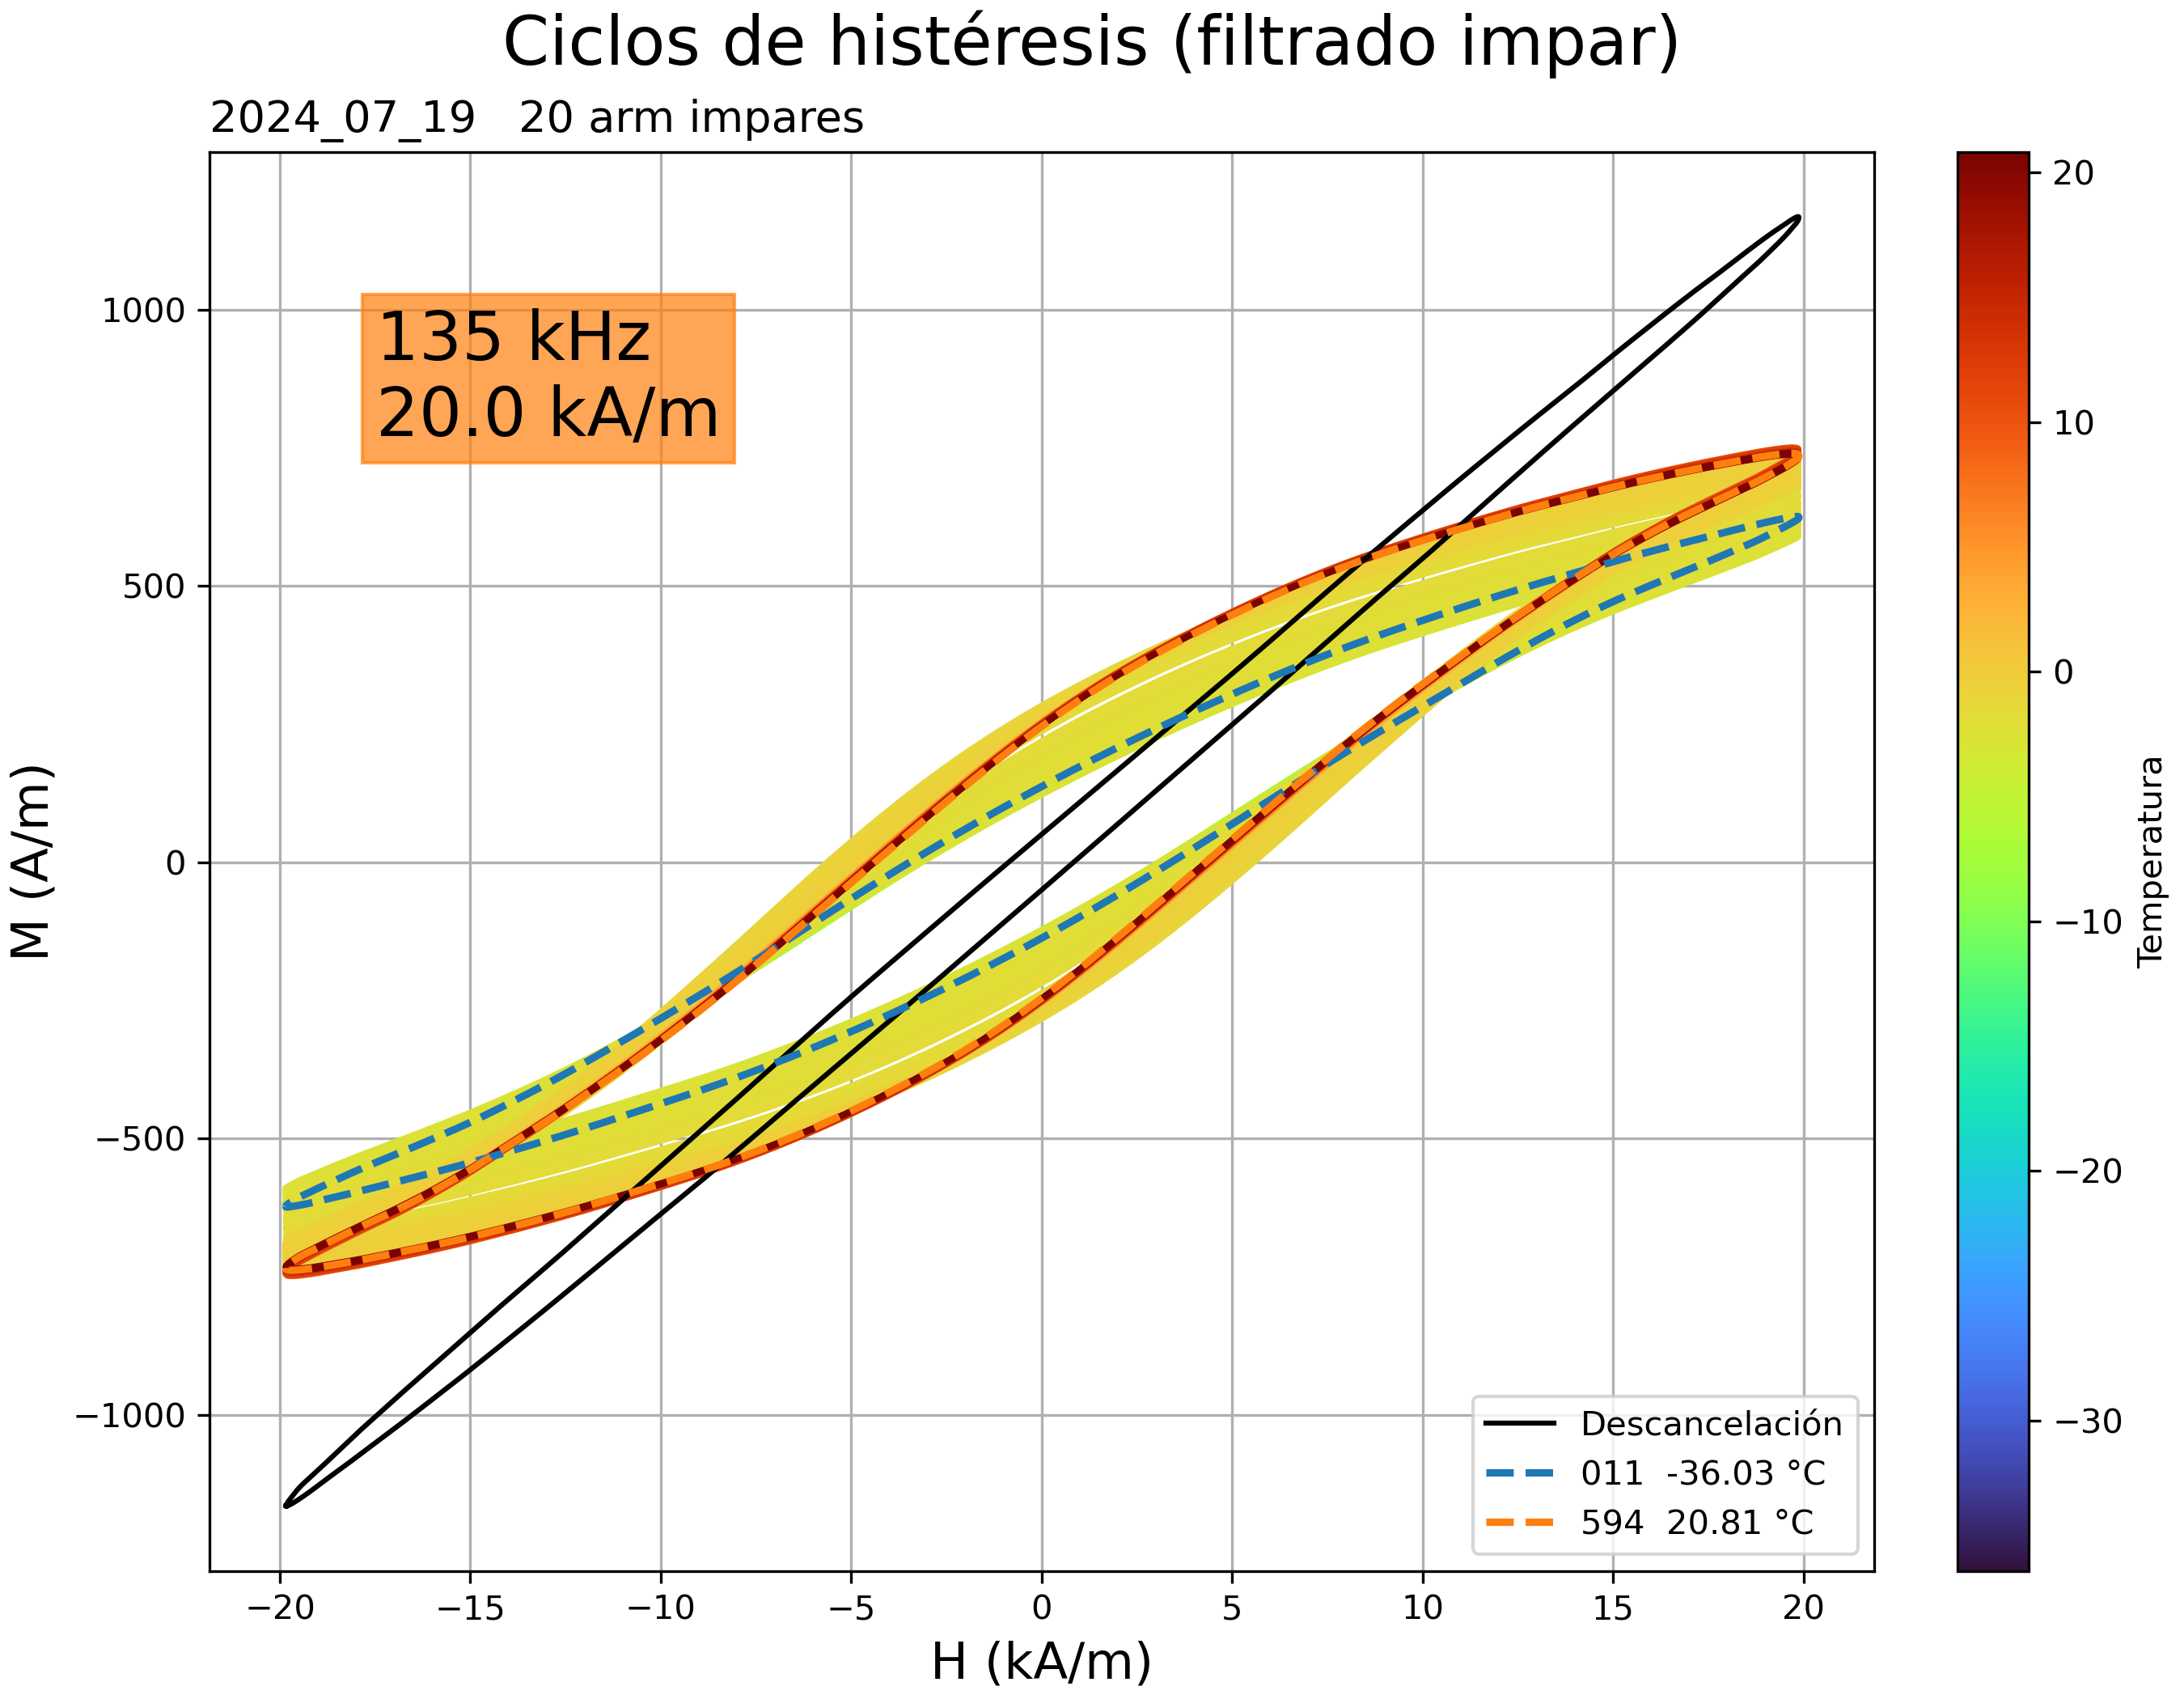 Ciclos de histéresis (filtrado impar)
2024_07_19   20 arm impares
135 kHz
20.0 kA/m
M (A/m)
1000
500
0
−500
−1000
−20
−15
−10
−5
0
5
10
15
20
H (kA/m)
Descancelación
011  -36.03 °C
594  20.81 °C
20
10
0
−10
−20
−30
Temperatura